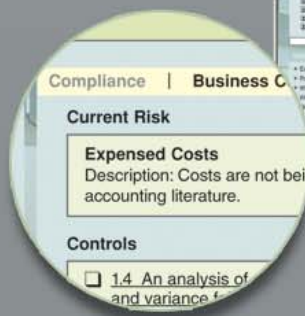 Compliance | Business C
Current Risk
Expensed Costs
Description: Costs are not bei
accounting literature.
Controls
1.4 An analysis of
and variance f